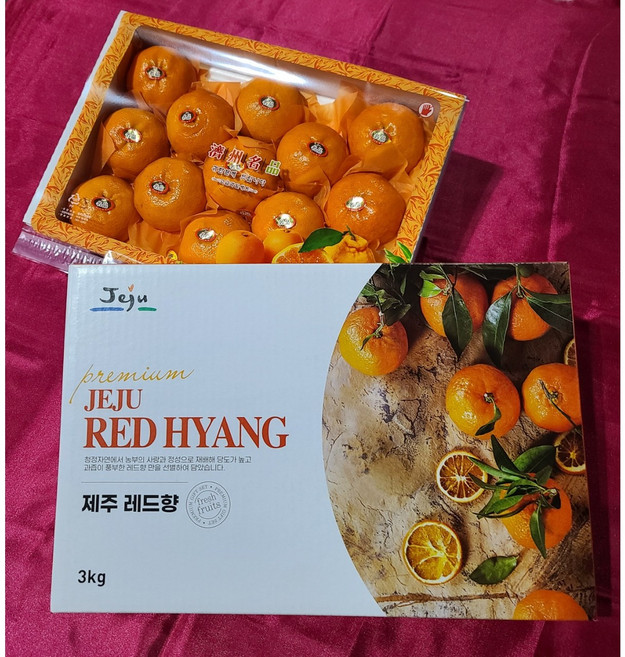 濟州名品
Jeju
premium
JEJU
RED HYANG
청정자연에서 농부의 사랑과 정성으로 재배해 당도가 높고
과즙이 풍부한 레드향 만을 선별하여 담았습니다.
제주 레드향
PREMIUM GIFT SET
fresh
fruits
3kg